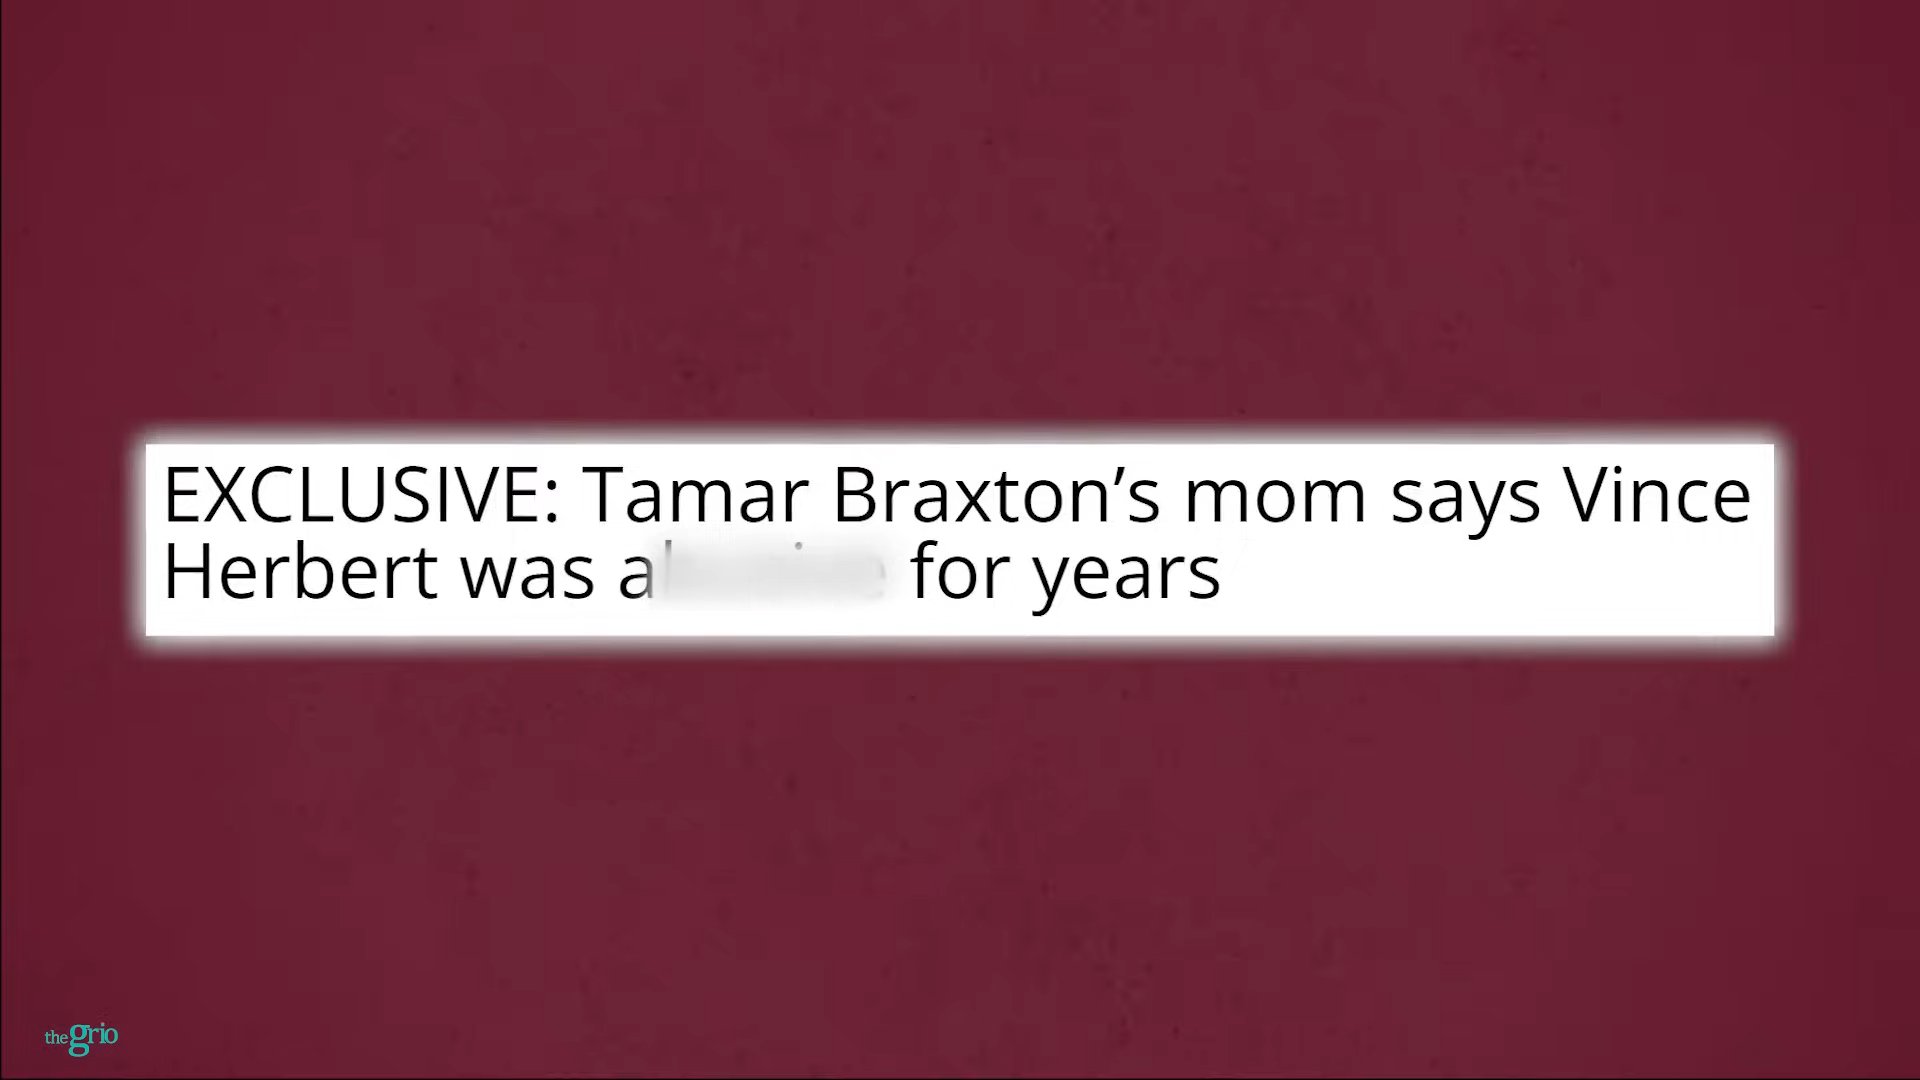 EXCLUSIVE: Tamar Braxton’s mom says Vince
Herbert was for years
thegrio